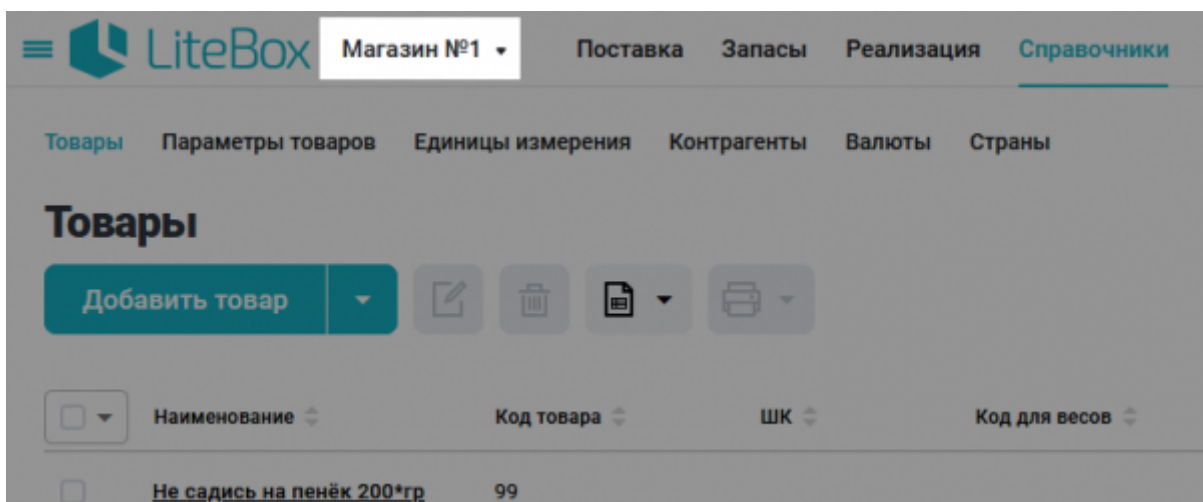 LiteBox Магазин №1 Поставка Запасы Реализация Справочники
Товары Параметры товаров Единицы измерения Контрагенты Валюты Страны
Товары
Добавить товар
Наименование Код товара ШК Код для весов
Не садись на пенёк 200*гр 99